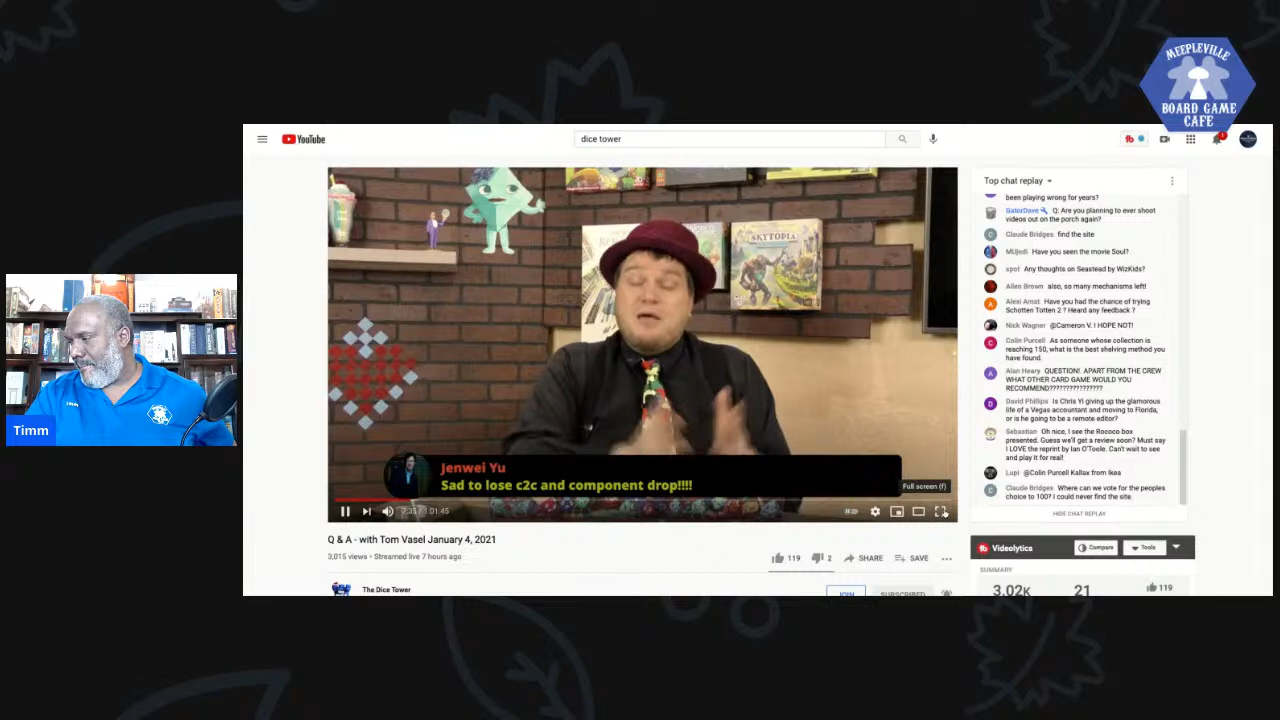 MEEPLEVILLE
BOARD GAME
CAFE
YouTube
dice tower
1
SKYTOPIA
Jenwei Yu
Sad to lose c2c and component drop!!!!
Full screen (f)
2:35 / 1:01:45
Q & A - with Tom Vasel January 4, 2021
3,015 views • Streamed live 7 hours ago
119
2
SHARE
SAVE
The Dice Tower
JOIN
SUBSCRIBED
Top chat replay
been playing wrong for years?
GatorDave Q: Are you planning to ever shoot
videos out on the porch again?
Claude Bridges find the site
MUjedi Have you seen the movie Soul?
spot Any thoughts on Seastead by WizKids?
Allen Brown also, so many mechanisms left!
Alexi Amat Have you had the chance of trying
Schotten Totten 2 ? Heard any feedback ?
Nick Wagner @Cameron V. I HOPE NOT!
Colin Purcell As someone whose collection is
reaching 150, what is the best shelving method you
have found.
Alan Heary QUESTION!. APART FROM THE CREW
WHAT OTHER CARD GAME WOULD YOU
RECOMMEND???????????????
David Phillips Is Chris Yi giving up the glamorous
life of a Vegas accountant and moving to Florida,
or is he going to be a remote editor?
Sebastian Oh nice, I see the Rococo box
presented. Guess we'll get a review soon? Must say
I LOVE the reprint by Ian O'Toole. Can't wait to see
and play it for real!
Lupi @Colin Purcell Kallax from Ikea
Claude Bridges Where can we vote for the peoples
choice to 100? I could never find the site.
HIDE CHAT REPLAY
Videolytics
Compare
Tools
SUMMARY
3.02K
21
119
Timm